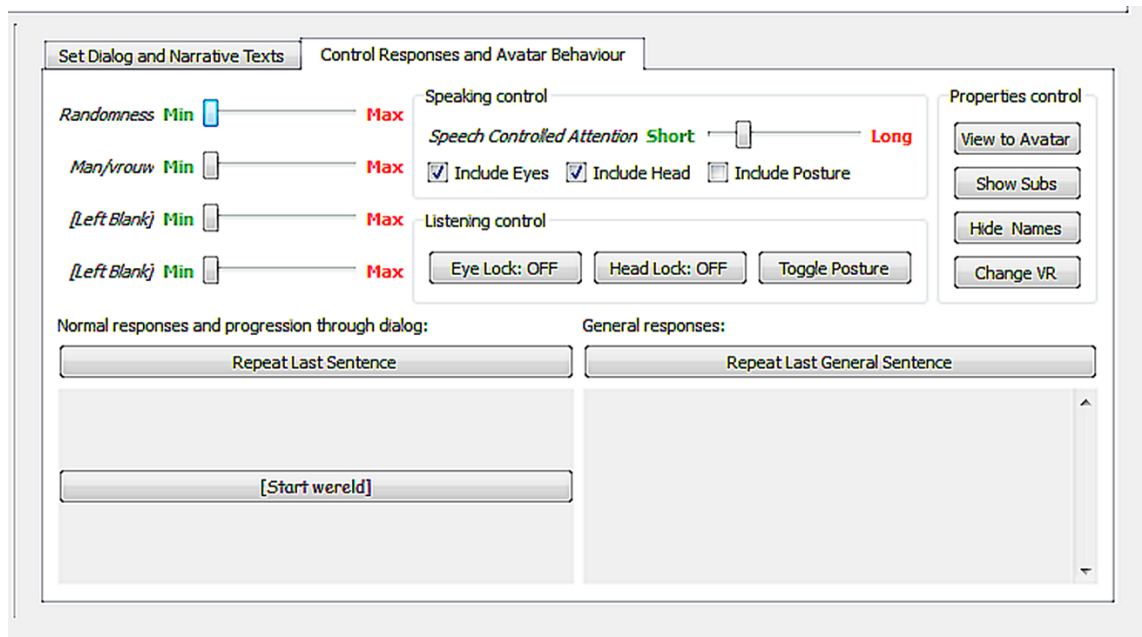 Set Dialog and Narrative Texts
Control Responses and Avatar Behaviour
Randomness Min Max
Man/vrouw Min Max
[Left Blank] Min Max
[Left Blank] Min Max
Speaking control
Speech Controlled Attention Short Long
Include Eyes Include Head Include Posture
Listening control
Eye Lock: OFF Head Lock: OFF Toggle Posture
Properties control
View to Avatar
Show Subs
Hide Names
Change VR
Normal responses and progression through dialog:
Repeat Last Sentence
[Start wereld]
General responses:
Repeat Last General Sentence